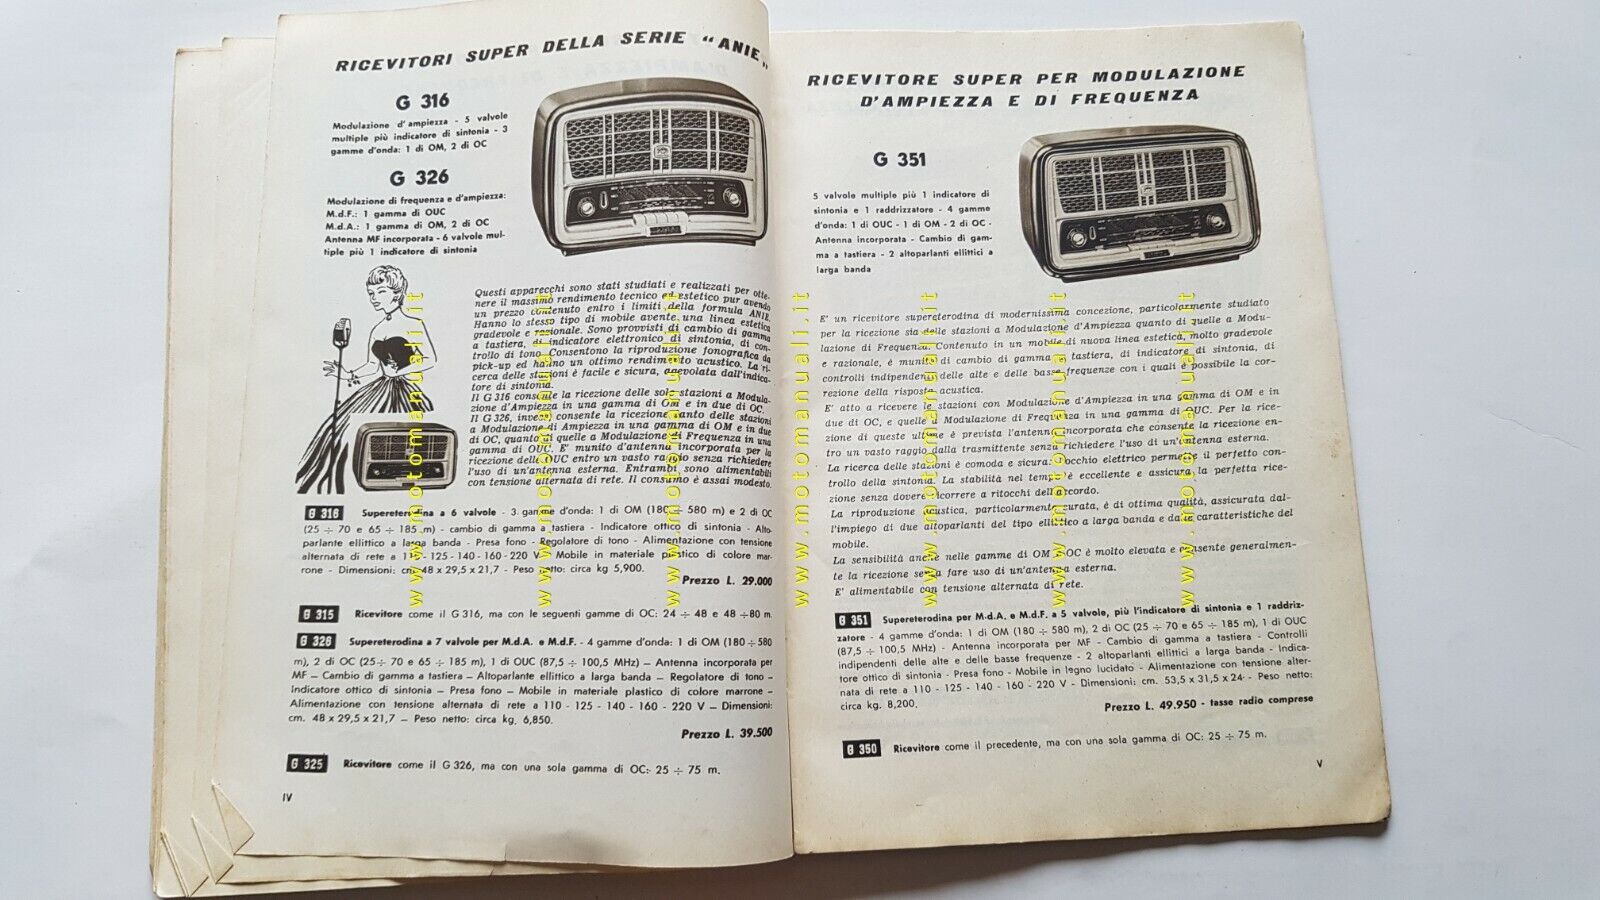 RICEVITORI SUPER DELLA SERIE "ANIE"
G 316
Modulazione d'ampiezza - 5 valvole
multiple più indicatore di sintonia - 3
gamme d'onda: 1 di OM, 2 di OC
G 326
Modulazione di frequenza e d'ampiezza:
M.d.F.: 1 gamma di OUC
M.d.A.: 1 gamma di OM, 2 di OC
Antenna MF incorporata - 6 valvole mul-
tiple più 1 indicatore di sintonia
Questi apparecchi sono stati studiati e realizzati per otte-
nere il massimo rendimento tecnico ed estetico pur avendo
un prezzo contenuto entro i limiti della formula ANIE.
Hanno lo stesso tipo di mobile avente una linea estetica
gradevole e razionale. Sono provvisti di cambio di gamma
a tastiera, di indicatore elettronico di sintonia, di con-
trollo di tono. Consentono la riproduzione fonografica da
pick-up ed hanno un ottimo rendimento acustico. La ri-
cerca delle stazioni è facile e sicura, agevolata dall'indica-
tore di sintonia.
Il G 316 consente la ricezione delle sole stazioni a Modula-
zione d'Ampiezza in una gamma di OM e in due di OC.
Il G 326, invece consente la ricezione tanto delle stazioni
a Modulazione di Ampiezza in una gamma di OM e in due
di OC, quanto di quelle a Modulazione di Frequenza in una
gamma di OUC. E' munito d'antenna incorporata per la
ricezione delle OUC entro un vasto raggio senza richiedere
l'uso di un'antenna esterna. Entrambi sono alimentabili
con tensione alternata di rete. Il consumo è assai modesto.
G 316 Supereterodina a 6 valvole - 3 gamme d'onda: 1 di OM (180 ÷ 580 m) e 2 di OC
(25 ÷ 70 e 65 ÷ 185 m) - cambio di gamma a tastiera - Indicatore ottico di sintonia - Alto-
parlante ellittico a larga banda - Presa fono - Regolatore di tono - Alimentazione con tensione
alternata di rete a 110 - 125 - 140 - 160 - 220 V - Mobile in materiale plastico di colore mar-
rone - Dimensioni: cm. 48 x 29,5 x 21,7 - Peso netto: circa kg 5,900.
Prezzo L. 29.000
G 315 Ricevitore come il G 316, ma con le seguenti gamme di OC: 24 ÷ 48 e 48 ÷ 80 m.
G 326 Supereterodina a 7 valvole per M.d.A. e M.d.F. - 4 gamme d'onda: 1 di OM (180 ÷ 580
m), 2 di OC (25 ÷ 70 e 65 ÷ 185 m), 1 di OUC (87,5 ÷ 100,5 MHz) — Antenna incorporata per
MF — Cambio di gamma a tastiera — Altoparlante ellittico a larga banda — Regolatore di tono -
Indicatore ottico di sintonia — Presa fono — Mobile in materiale plastico di colore marrone -
Alimentazione con tensione alternata di rete a 110 - 125 - 140 - 160 - 220 V — Dimensioni:
cm. 48 x 29,5 x 21,7 — Peso netto: circa kg. 6,850.
Prezzo L. 39.500
G 325 Ricevitore come il G 326, ma con una sola gamma di OC: 25 ÷ 75 m.
IV
RICEVITORE SUPER PER MODULAZIONE
D'AMPIEZZA E DI FREQUENZA
G 351
5 valvole multiple più 1 indicatore di
sintonia e 1 raddrizzatore - 4 gamme
d'onda: 1 di OUC - 1 di OM - 2 di OC -
Antenna incorporata - Cambio di gam-
ma a tastiera - 2 altoparlanti ellittici a
larga banda
E' un ricevitore supereterodina di modernissima concezione, particolarmente studiato
per la ricezione sia delle stazioni a Modulazione d'Ampiezza quanto di quelle a Modu-
lazione di Frequenza. Contenuto in un mobile di nuova linea estetica, molto gradevole
e razionale, è munito di cambio di gamma a tastiera, di indicatore di sintonia, di
controlli indipendenti delle alte e delle basse frequenze con i quali è possibile la cor-
rezione della risposta acustica.
E' atto a ricevere le stazioni con Modulazione d'Ampiezza in una gamma di OM e in
due di OC, e quelle a Modulazione di Frequenza in una gamma di OUC. Per la rice-
zione di queste ultime è prevista l'antenna incorporata che consente la ricezione en-
tro un vasto raggio dalla trasmittente senza richiedere l'uso di un'antenna esterna.
La ricerca delle stazioni è comoda e sicura: l'occhio elettrico permette il perfetto con-
trollo della sintonia. La stabilità nel tempo è eccellente e assicura la perfetta rice-
zione senza dovere ricorrere a ritocchi dell'accordo.
La riproduzione acustica, particolarmente curata, è di ottima qualità, assicurata dal-
l'impiego di due altoparlanti del tipo ellittico a larga banda e dalle caratteristiche del
mobile.
La sensibilità anche nelle gamme di OM e OC è molto elevata e consente generalmen-
te la ricezione senza fare uso di un'antenna esterna.
E' alimentabile con tensione alternata di rete.
G 351 Supereterodina per M.d.A. e M.d.F. a 5 valvole, più l'indicatore di sintonia e 1 raddriz-
zatore - 4 gamme d'onda: 1 di OM (180 ÷ 580 m), 2 di OC (25 ÷ 70 e 65 ÷ 185 m), 1 di OUC
(87,5 ÷ 100,5 MHz) - Antenna incorporata per MF - Cambio di gamma a tastiera - Controlli
indipendenti delle alte e delle basse frequenze - 2 altoparlanti ellittici a larga banda - Indica-
tore ottico di sintonia - Presa fono - Mobile in legno lucidato - Alimentazione con tensione alter-
nata di rete a 110 - 125 - 140 - 160 - 220 V - Dimensioni: cm. 53,5 x 31,5 x 24 - Peso netto:
circa kg. 8,200.
Prezzo L. 49.950 - tasse radio comprese
G 350 Ricevitore come il precedente, ma con una sola gamma di OC: 25 ÷ 75 m.
V
www.motomanuali.it
www.motomanuali.it
www.motomanuali.it
www.motomanuali.it
www.motomanuali.it
www.motomanuali.it
www.motomanuali.it